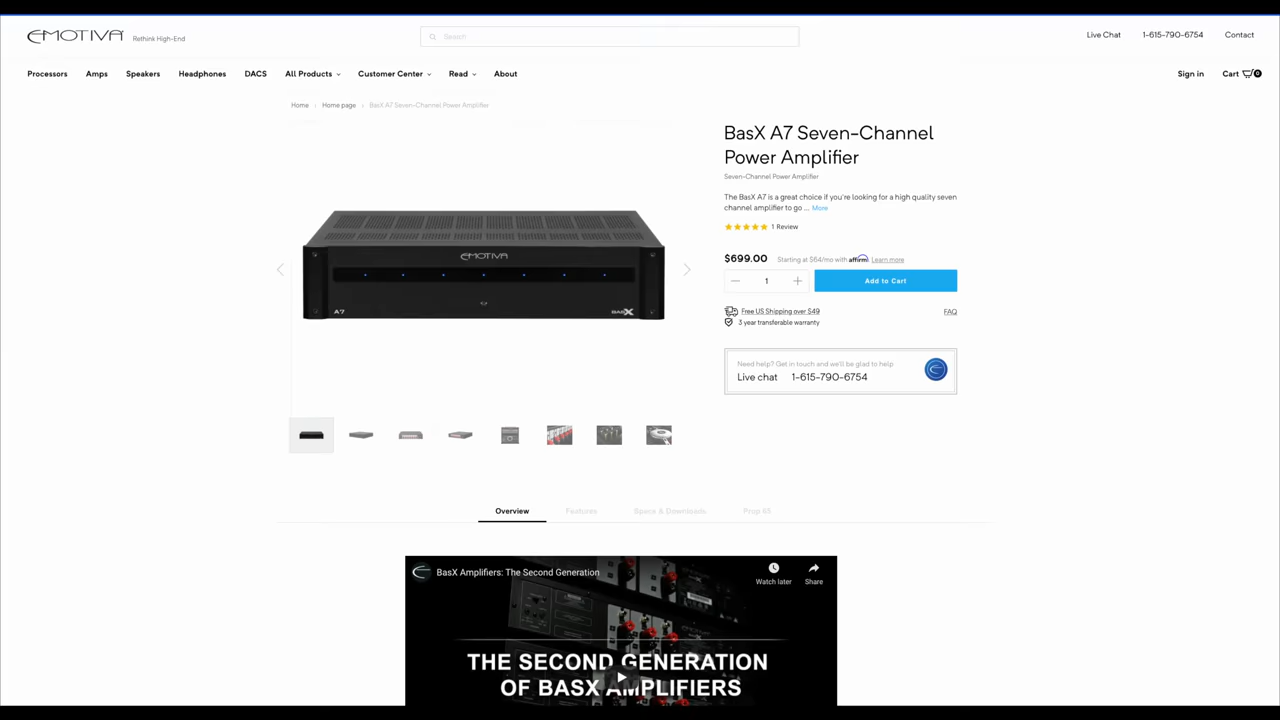 EMOTIVA Rethink High-End
Search
Live Chat 1-615-790-6754 Contact
Processors Amps Speakers Headphones DACS All Products Customer Center Read About
Sign in Cart 0
Home Home page BasX A7 Seven-Channel Power Amplifier
BasX A7 Seven-Channel
Power Amplifier
Seven-Channel Power Amplifier
The BasX A7 is a great choice if you're looking for a high quality seven
channel amplifier to go ... More
1 Review
$699.00 Starting at $64/mo with affirm Learn more
1 Add to Cart
Free US Shipping over $49 FAQ
3 year transferable warranty
Need help? Get in touch and we'll be glad to help
Live chat 1-615-790-6754
EMOTIVA
A7 BASX
Overview Features Specs & Downloads Prop 65
BasX Amplifiers: The Second Generation
Watch later Share
THE SECOND GENERATION
OF BASX AMPLIFIERS